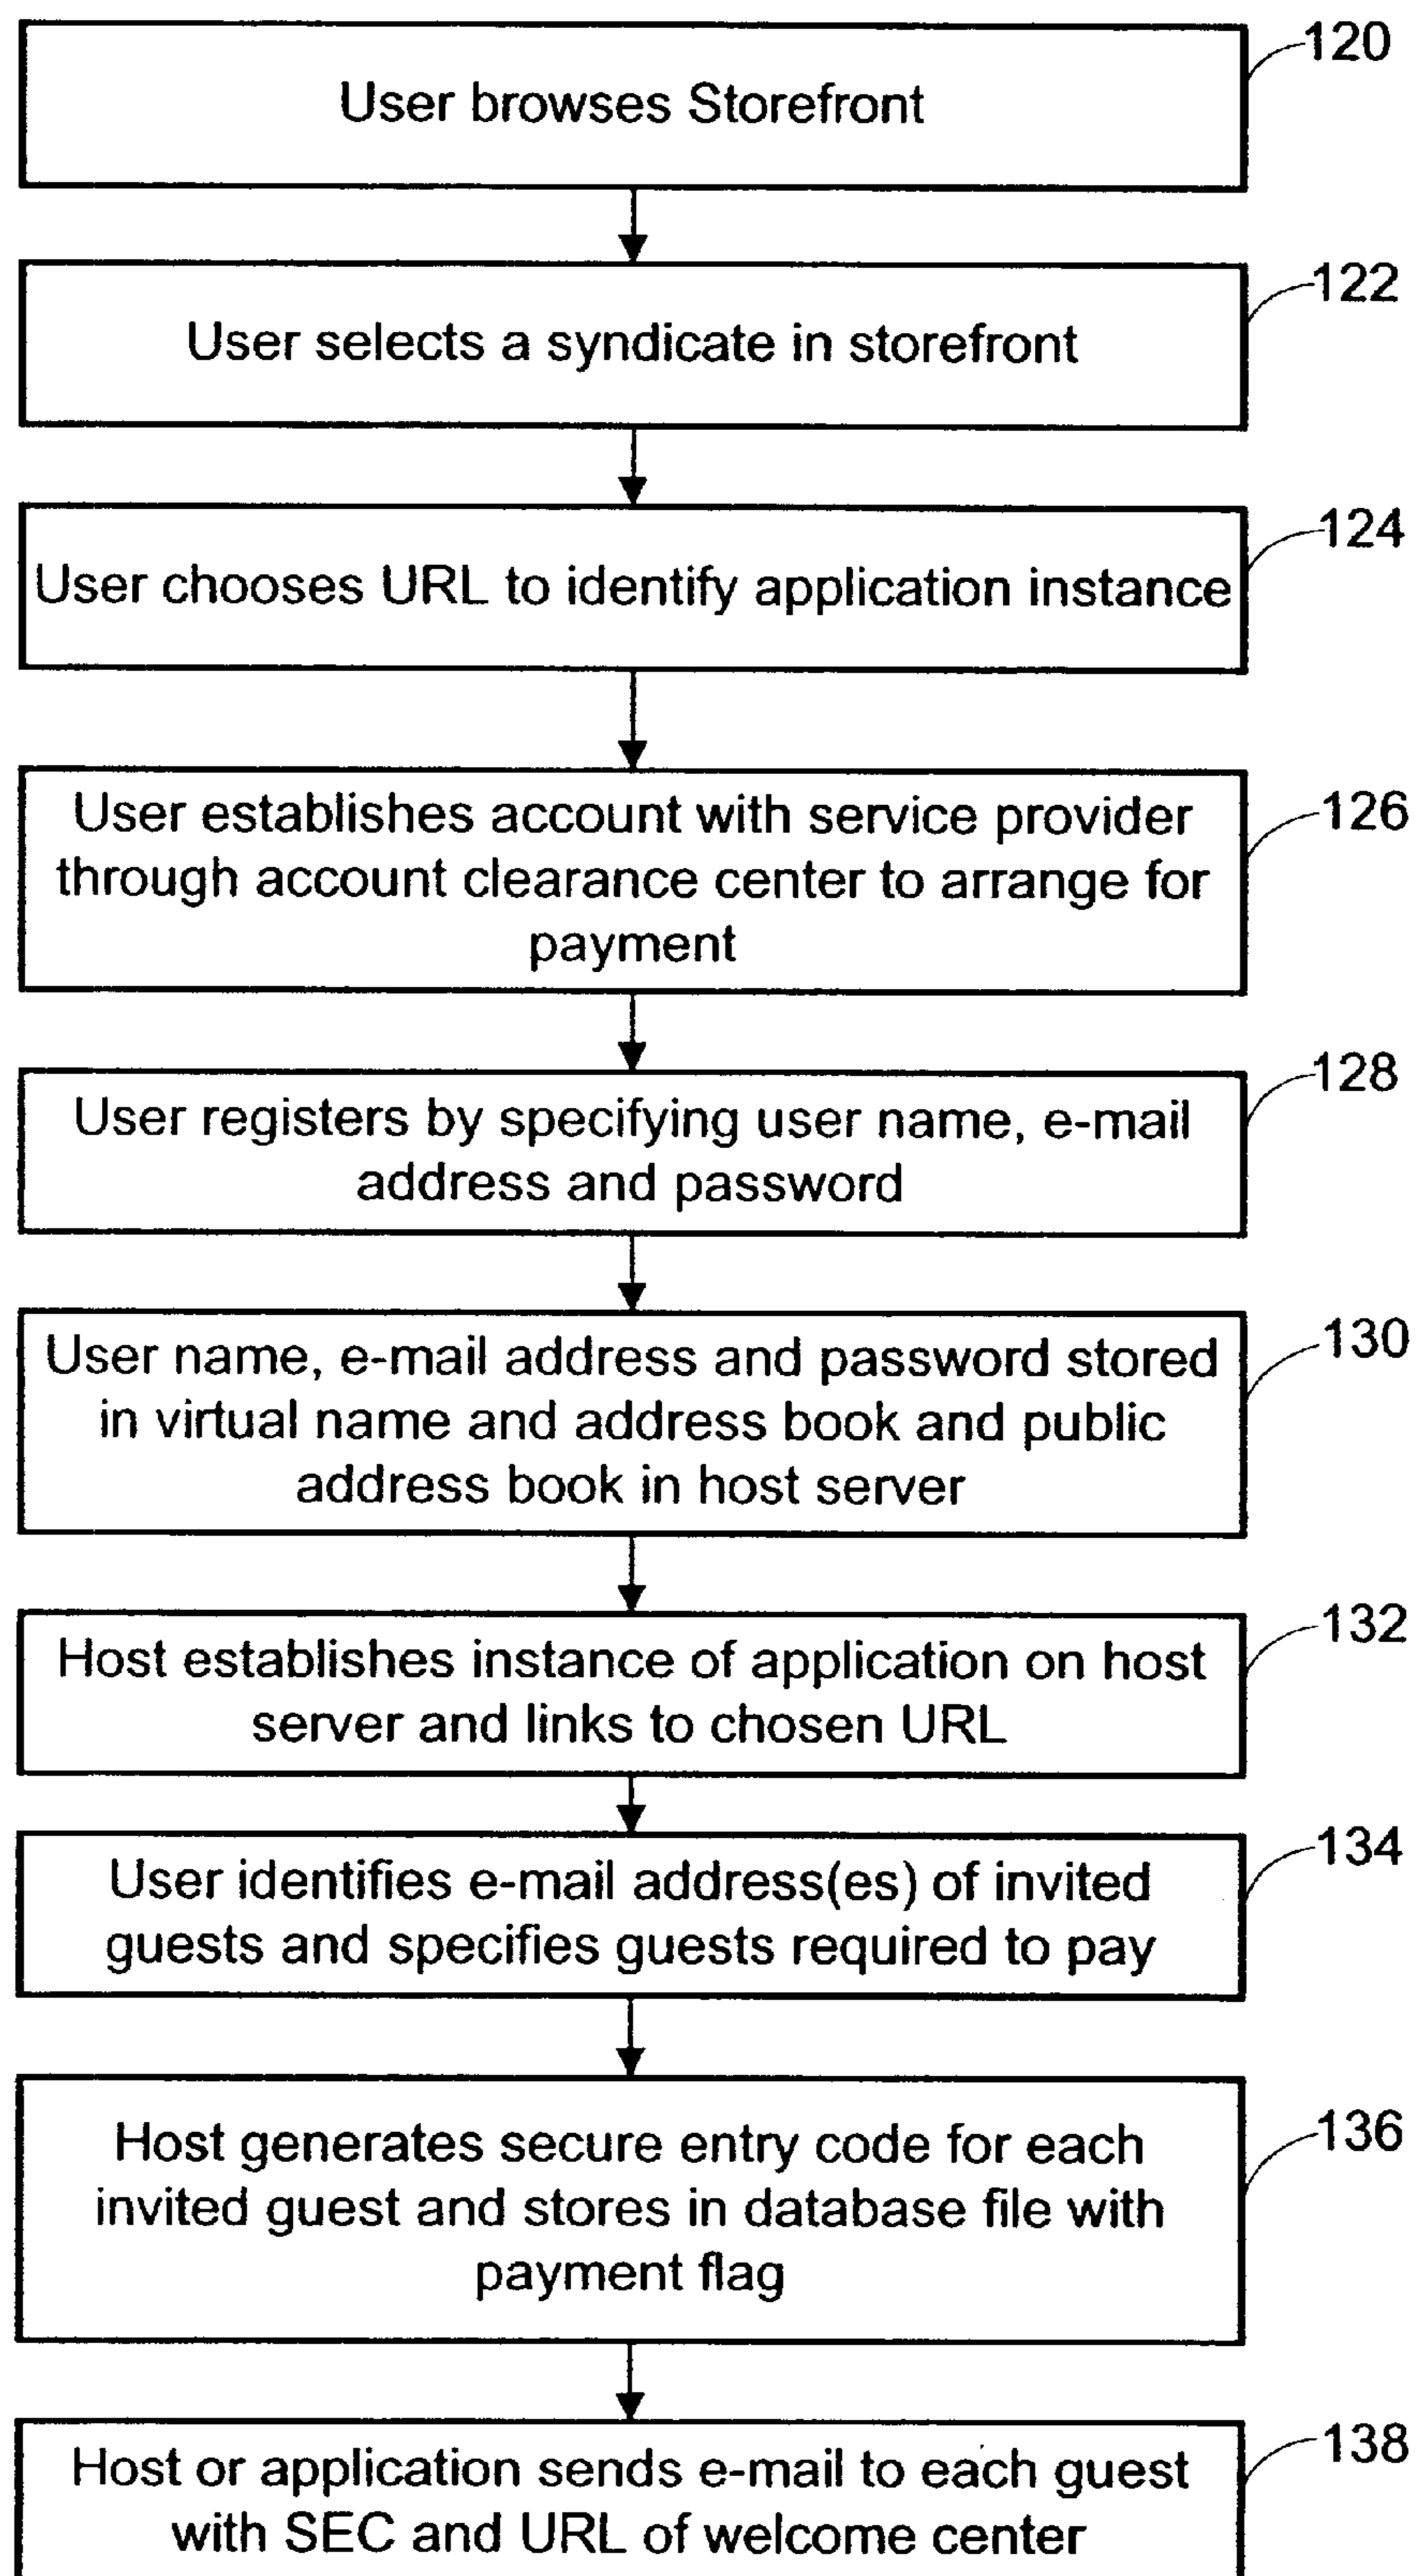 120
User browses Storefront
122
User selects a syndicate in storefront
124
User chooses URL to identify application instance
126
User establishes account with service provider
through account clearance center to arrange for
payment
128
User registers by specifying user name, e-mail
address and password
130
User name, e-mail address and password stored
in virtual name and address book and public
address book in host server
132
Host establishes instance of application on host
server and links to chosen URL
134
User identifies e-mail address(es) of invited
guests and specifies guests required to pay
136
Host generates secure entry code for each
invited guest and stores in database file with
payment flag
138
Host or application sends e-mail to each guest
with SEC and URL of welcome center